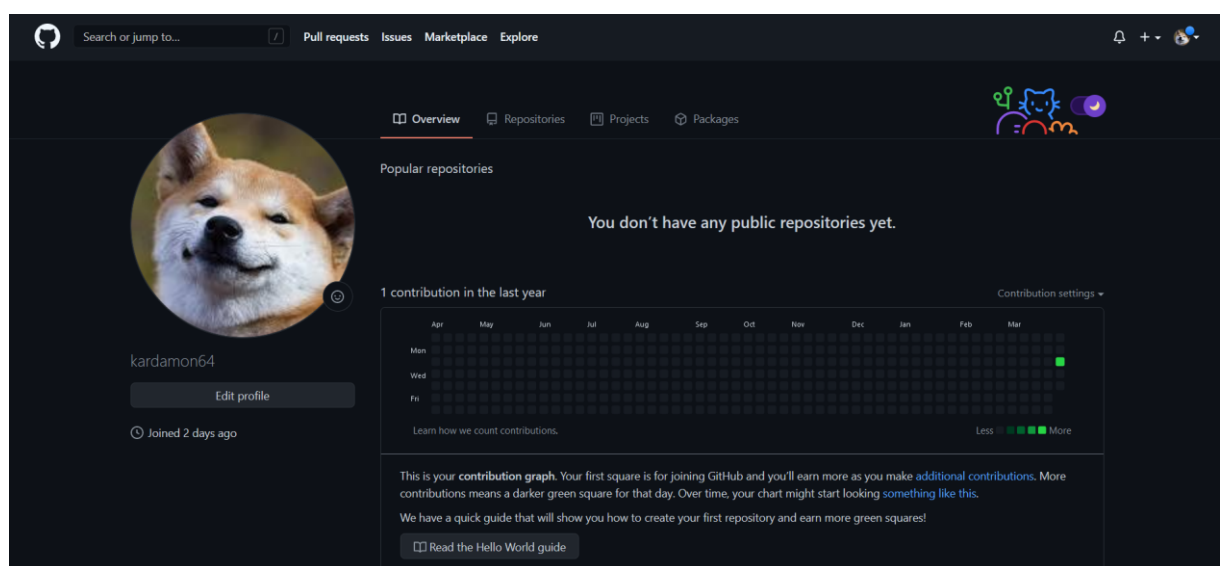 Search or jump to... /
Pull requests Issues Marketplace Explore
Overview Repositories Projects Packages
Popular repositories
You don't have any public repositories yet.
1 contribution in the last year
Contribution settings
Apr May Jun Jul Aug Sep Oct Nov Dec Jan Feb Mar
Mon
Wed
Fri
Learn how we count contributions.
Less More
kardamon64
Edit profile
Joined 2 days ago
This is your contribution graph. Your first square is for joining GitHub and you'll earn more as you make additional contributions. More
contributions means a darker green square for that day. Over time, your chart might start looking something like this.
We have a quick guide that will show you how to create your first repository and earn more green squares!
Read the Hello World guide